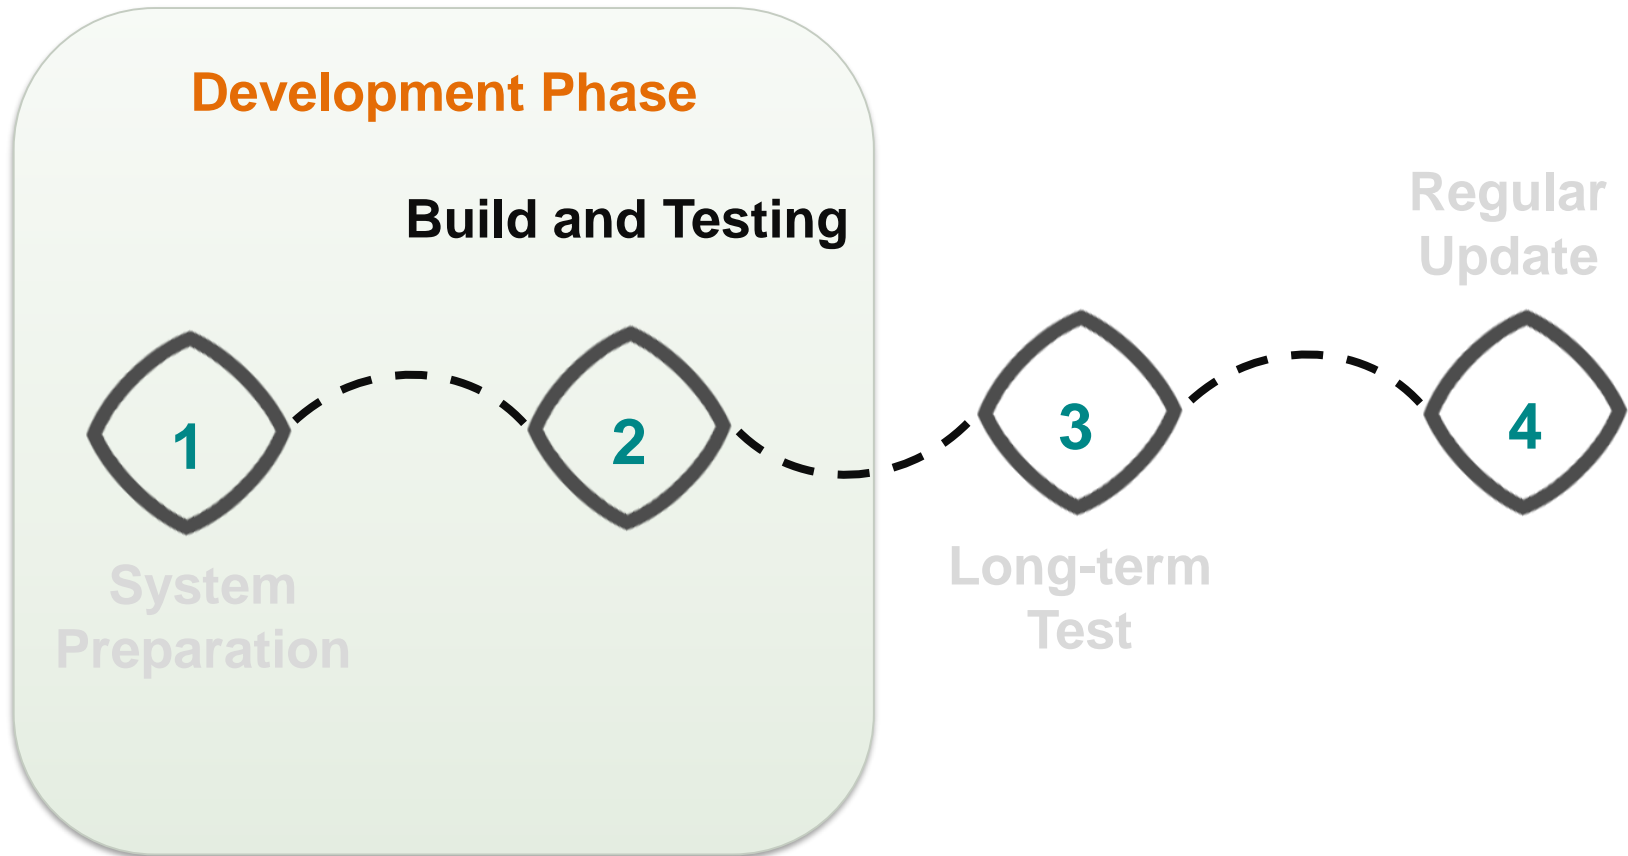 Development Phase
Build and Testing
Regular
Update
1
2
3
4
System
Preparation
Long-term
Test